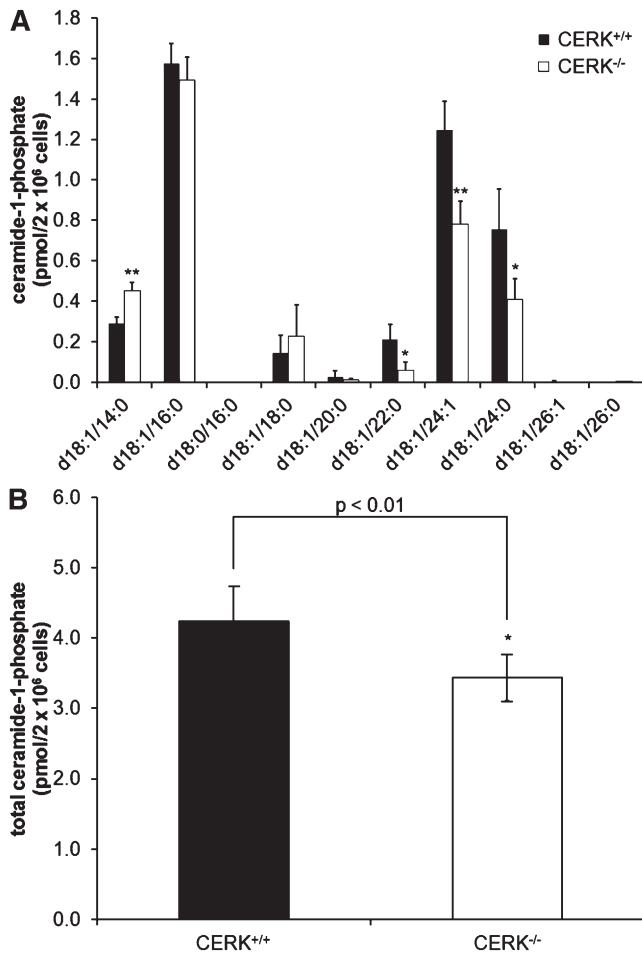 A
1.8
1.6
1.4
1.2
1.0
0.8
0.6
0.4
0.2
0.0
ceramide-1-phosphate
(pmol/2 x 10⁶ cells)
CERK⁺/⁺
CERK⁻/⁻
**
*
**
*
d18:1/14:0
d18:1/16:0
d18:0/16:0
d18:1/18:0
d18:1/20:0
d18:1/22:0
d18:1/24:1
d18:1/24:0
d18:1/26:1
d18:1/26:0
B
6.0
5.0
4.0
3.0
2.0
1.0
0.0
total ceramide-1-phosphate
(pmol/2 x 10⁶ cells)
p < 0.01
*
CERK⁺/⁺
CERK⁻/⁻